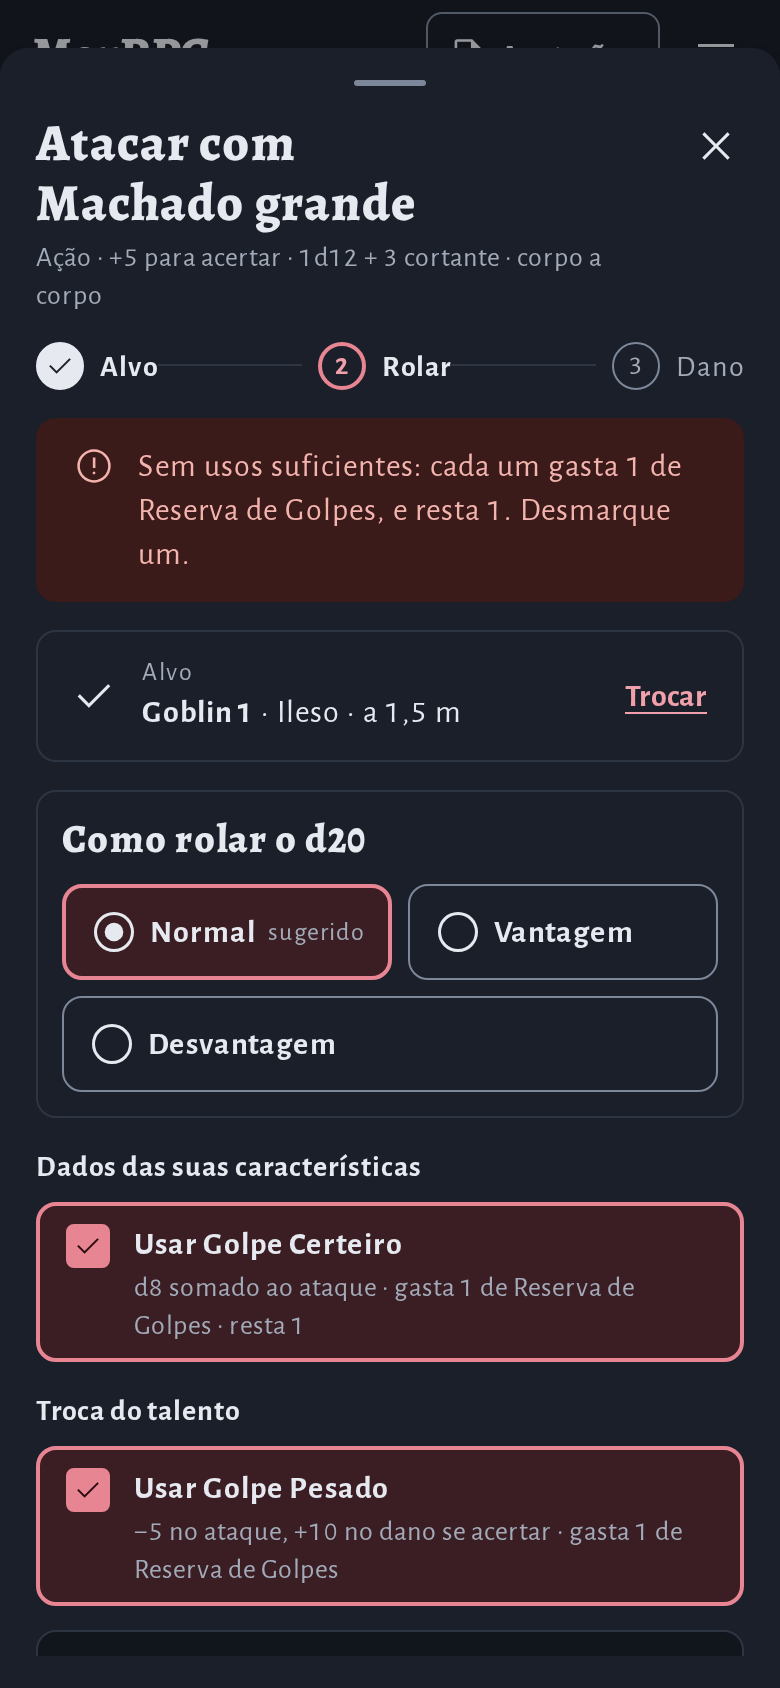 Atacar com
Machado grande
Ação · +5 para acertar · 1d12 + 3 cortante · corpo a
corpo
Alvo
2 Rolar
3 Dano
Sem usos suficientes: cada um gasta 1 de
Reserva de Golpes, e resta 1. Desmarque
um.
Alvo
Goblin 1 · Ileso · a 1,5 m
Trocar
Como rolar o d20
Normal sugerido
Vantagem
Desvantagem
Dados das suas características
Usar Golpe Certeiro
d8 somado ao ataque · gasta 1 de Reserva de
Golpes · resta 1
Troca do talento
Usar Golpe Pesado
−5 no ataque, +10 no dano se acertar · gasta 1 de
Reserva de Golpes